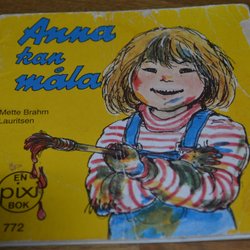 Anna
kan
måla
Mette Brahm
Lauritsen
EN
pixi
BOK
772